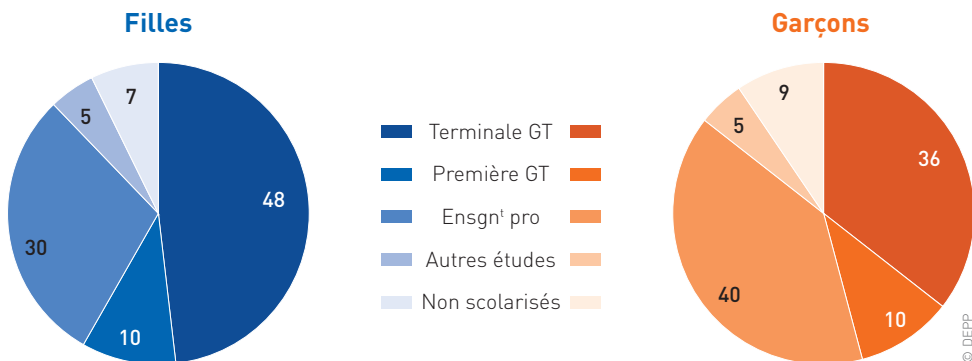 Filles
7
5
48
30
10
Terminale GT
Première GT
Ensgnᵗ pro
Autres études
Non scolarisés
Garçons
9
5
36
40
10
© DEPP